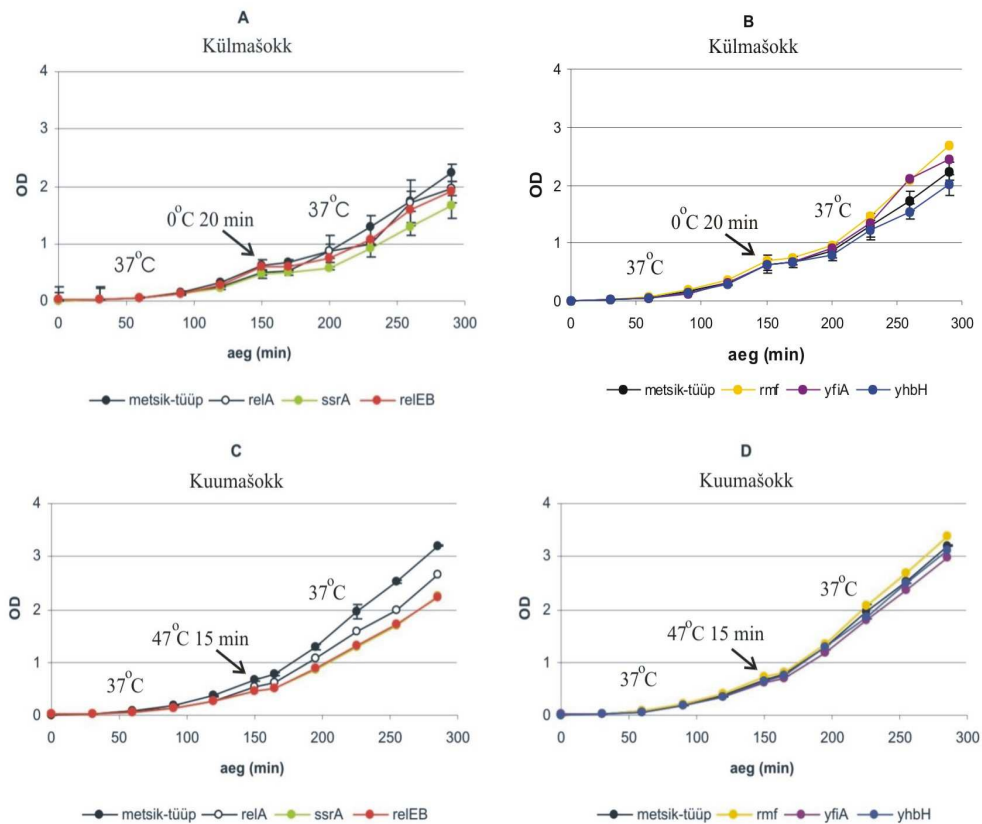 A
Külmašokk
4
3
2
1
0
OD
37°C
0°C 20 min
37°C
0 50 100 150 200 250 300
aeg (min)
metsik-tüüp relA ssrA relEB
B
Külmašokk
4
3
2
1
0
OD
37°C
0°C 20 min
37°C
0 50 100 150 200 250 300
aeg (min)
metsik-tüüp rmf yfiA yhbH
C
Kuumašokk
4
3
2
1
0
OD
37°C
47°C 15 min
37°C
0 50 100 150 200 250 300
aeg (min)
metsik-tüüp relA ssrA relEB
D
Kuumašokk
4
3
2
1
0
OD
37°C
47°C 15 min
37°C
0 50 100 150 200 250 300
aeg (min)
metsik-tüüp rmf yfiA yhbH